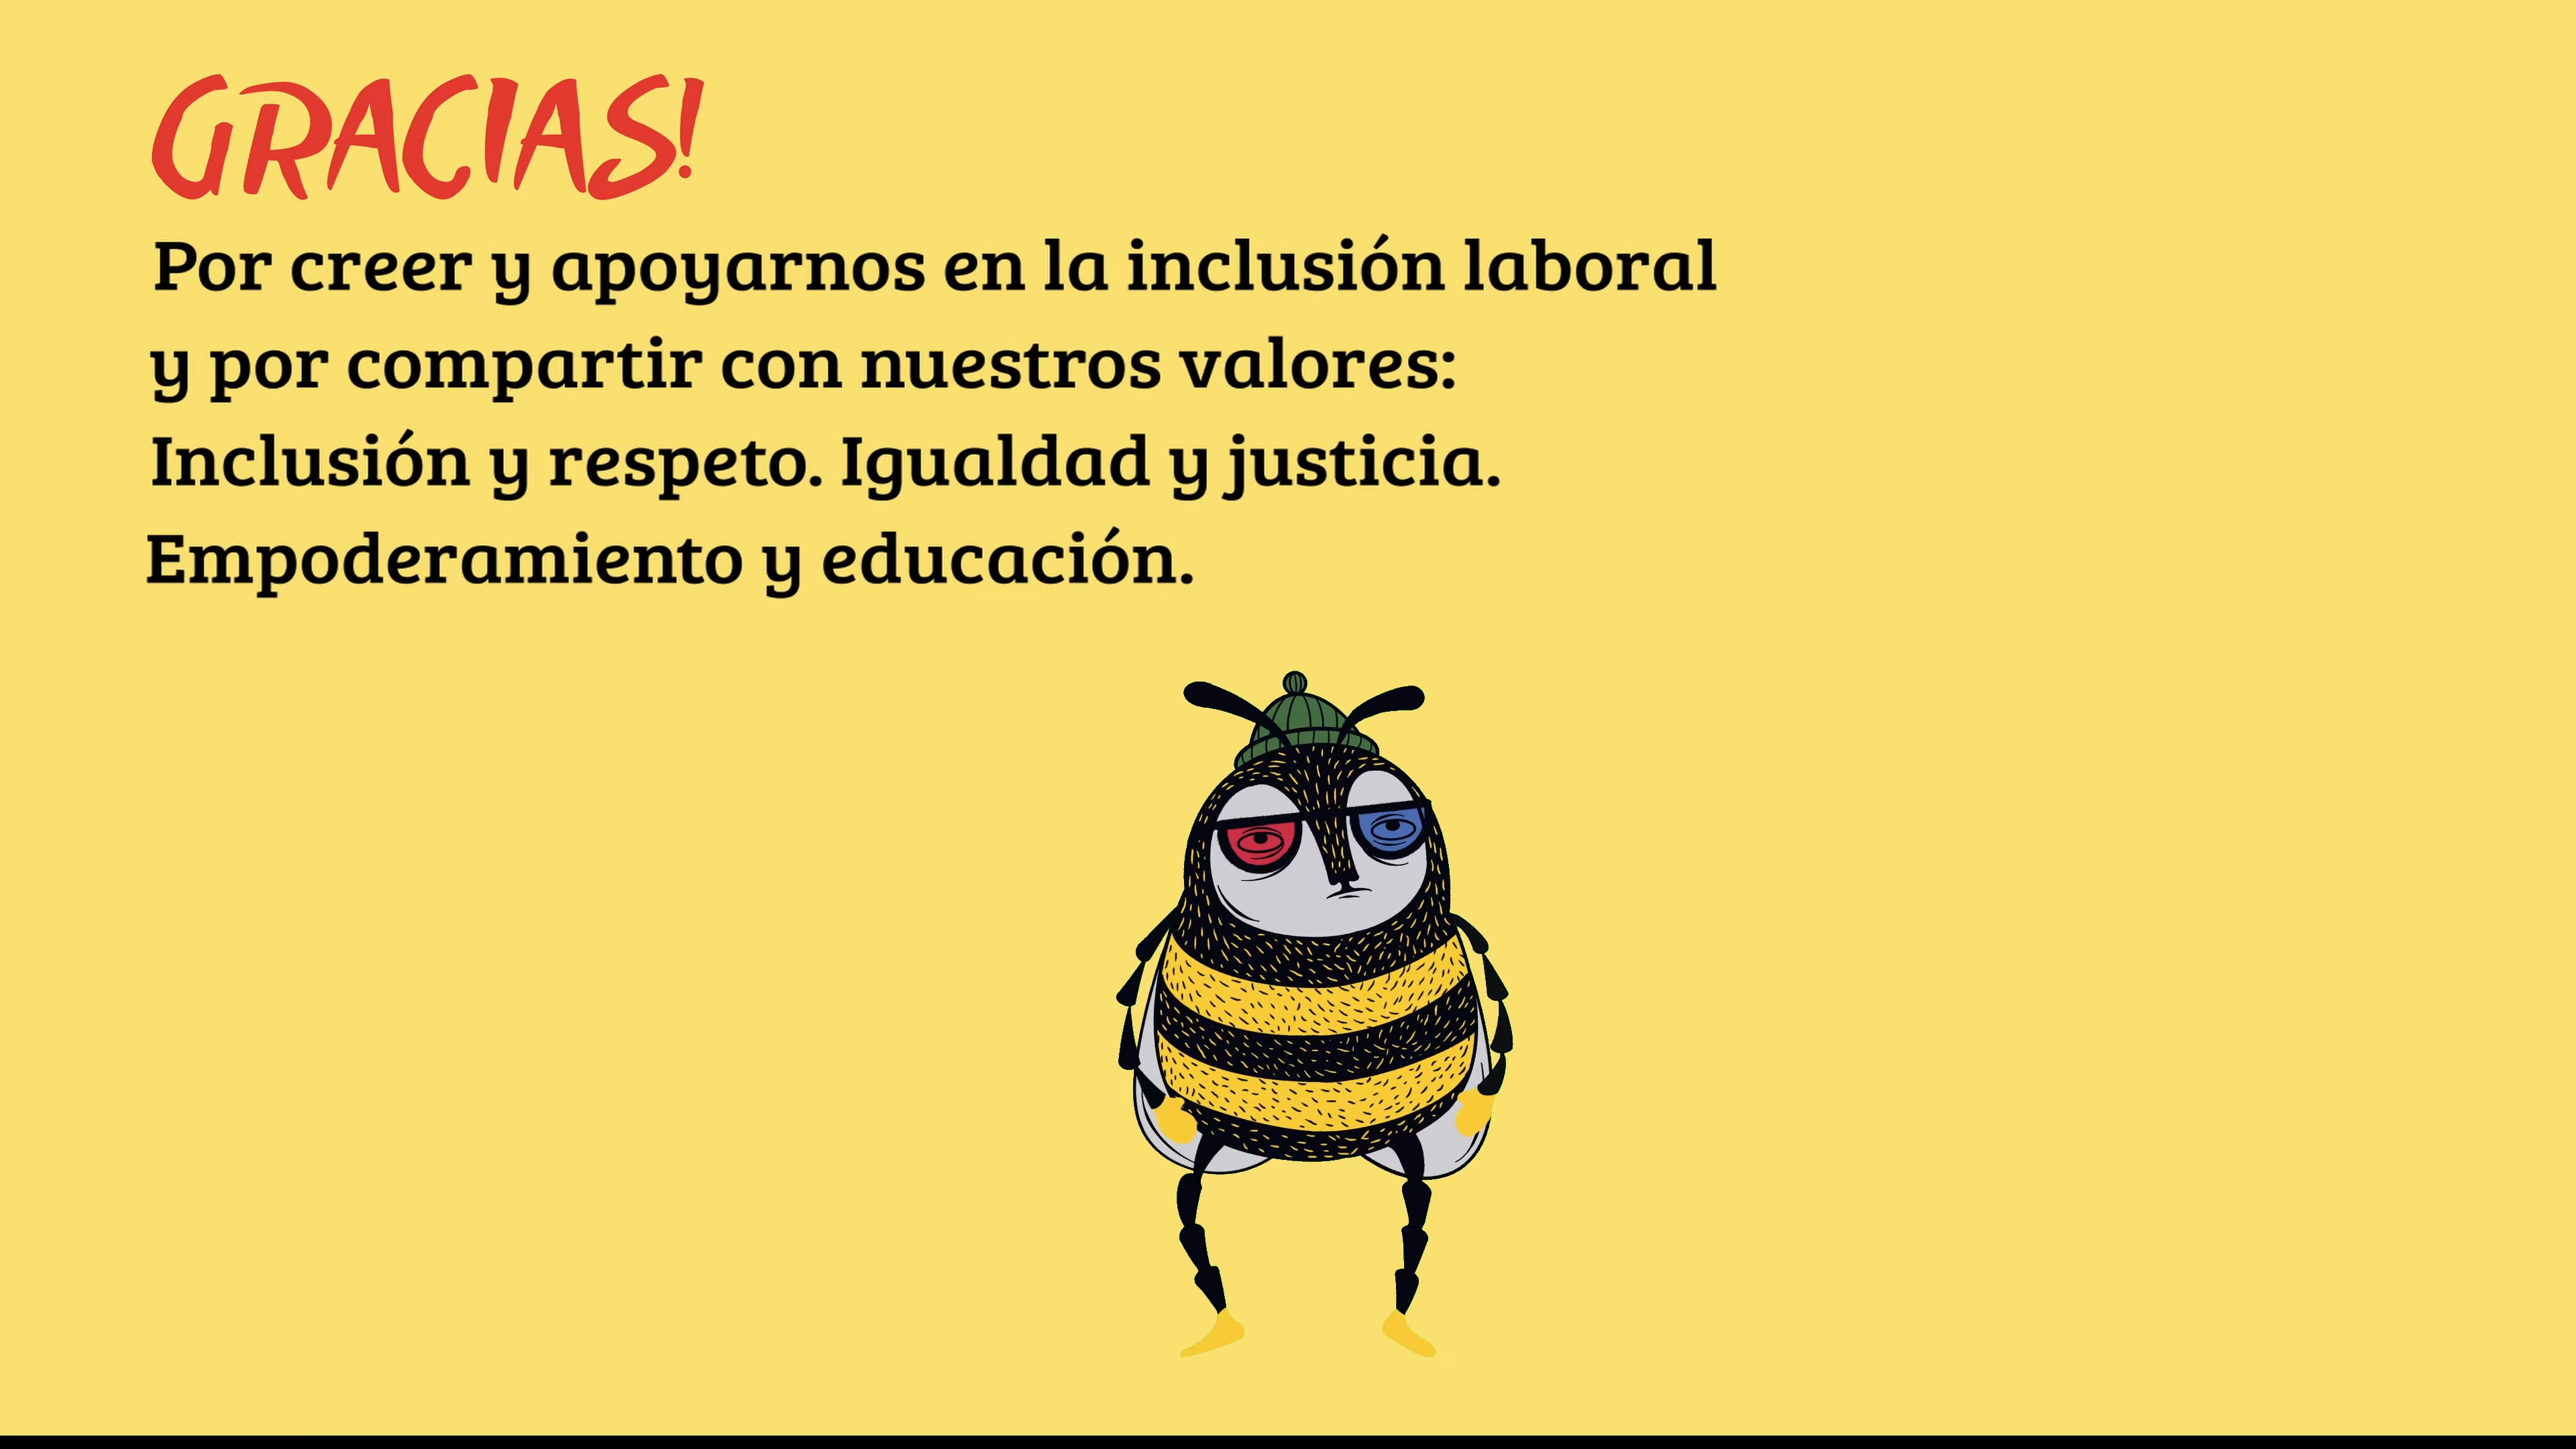 GRACIAS!
Por creer y apoyarnos en la inclusión laboral
y por compartir con nuestros valores:
Inclusión y respeto. Igualdad y justicia.
Empoderamiento y educación.